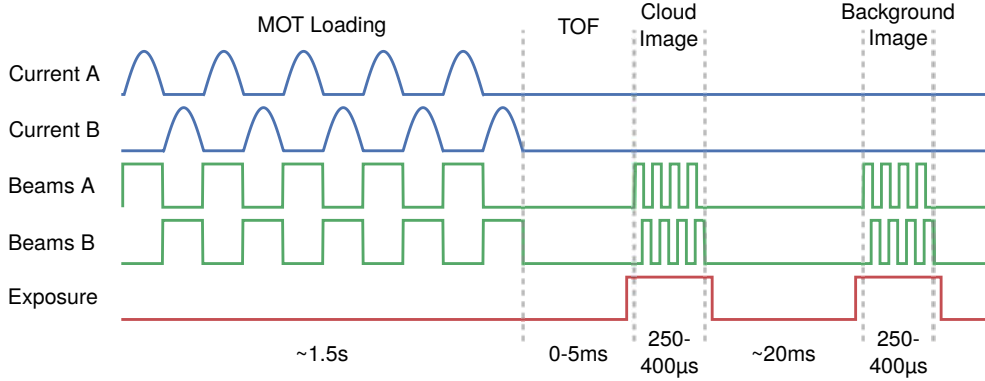 MOT Loading
TOF
Cloud
Image
Background
Image
Current A
Current B
Beams A
Beams B
Exposure
~1.5s
0-5ms
250-
400µs
~20ms
250-
400µs